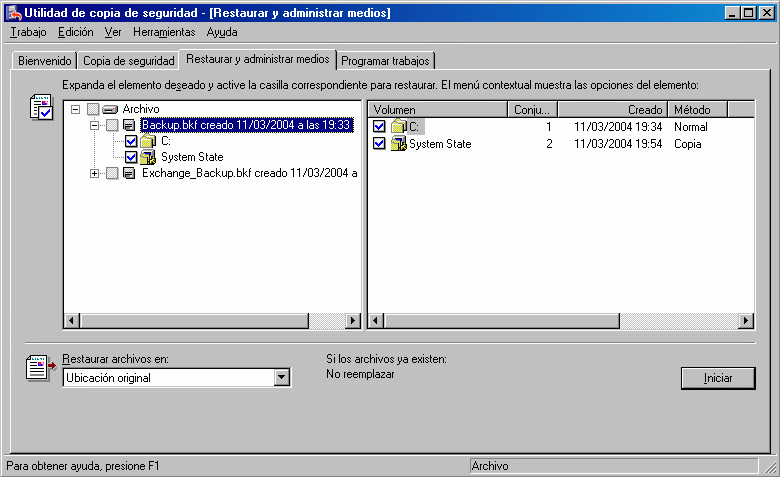 Utilidad de copia de seguridad - [Restaurar y administrar medios]
Trabajo Edición Ver Herramientas Ayuda
Bienvenido Copia de seguridad Restaurar y administrar medios Programar trabajos
Expanda el elemento deseado y active la casilla correspondiente para restaurar. El menú contextual muestra las opciones del elemento:
Archivo
Backup.bkf creado 11/03/2004 a las 19:33
C:
System State
Exchange_Backup.bkf creado 11/03/2004 a
Volumen Conju... Creado Método
C: 1 11/03/2004 19:34 Normal
System State 2 11/03/2004 19:54 Copia
Restaurar archivos en:
Ubicación original
Si los archivos ya existen:
No reemplazar
Iniciar
Para obtener ayuda, presione F1 Archivo